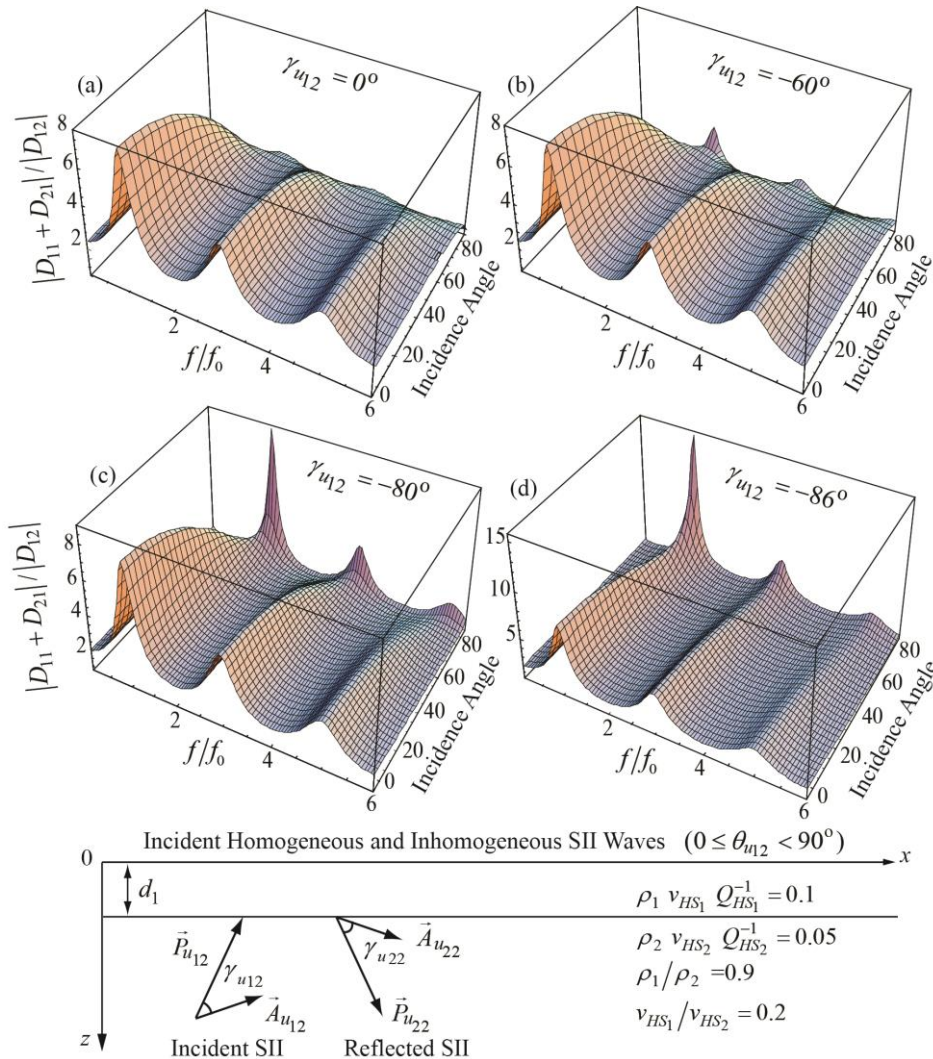 (a)
γu12 = 0°
|D11 + D21|/|D12|
8
6
4
2
2
4
6
f/f0
0
20
40
60
80
Incidence Angle
(b)
γu12 = −60°
8
6
4
2
2
4
6
f/f0
0
20
40
60
80
Incidence Angle
(c)
γu12 = −80°
|D11 + D21|/|D12|
8
6
4
2
2
4
6
f/f0
0
20
40
60
80
Incidence Angle
(d)
γu12 = −86°
15
10
5
2
4
6
f/f0
0
20
40
60
80
Incidence Angle
Incident Homogeneous and Inhomogeneous SII Waves (0 ≤ θu12 < 90°)
0
x
d1
ρ1 vHS1 Q⁻¹HS1 = 0.1
ρ2 vHS2 Q⁻¹HS2 = 0.05
ρ1/ρ2 =0.9
vHS1/vHS2 = 0.2
P⃗u12
γu12
A⃗u12
γu22
A⃗u22
P⃗u22
z
Incident SII
Reflected SII